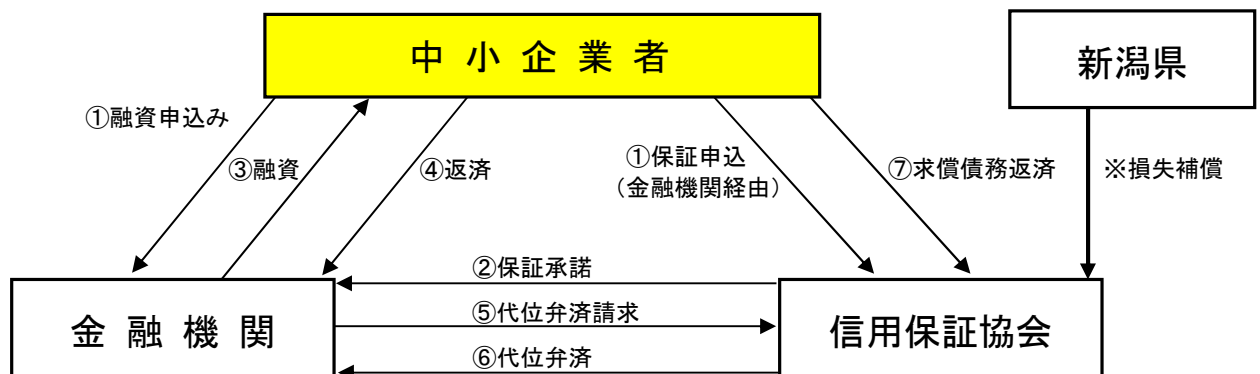 中 小 企 業 者
新潟県
①融資申込み
③融資
④返済
①保証申込
（金融機関経由）
⑦求償債務返済
※損失補償
②保証承諾
⑤代位弁済請求
⑥代位弁済
金 融 機 関
信用保証協会